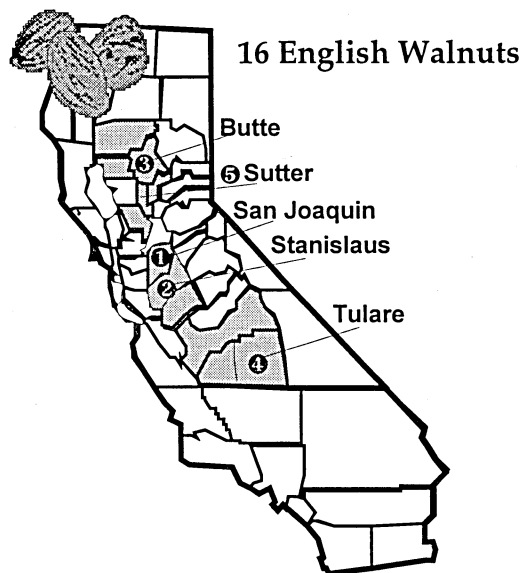 16 English Walnuts
Butte
3
5 Sutter
San Joaquin
Stanislaus
1
2
Tulare
4